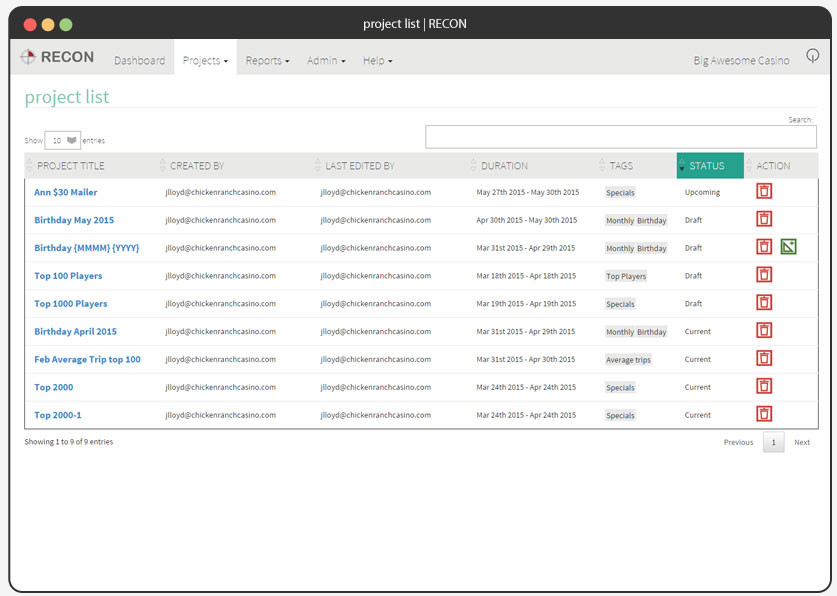 project list | RECON
RECON Dashboard Projects Reports Admin Help Big Awesome Casino
project list
Search:
Show 10 entries
PROJECT TITLE CREATED BY LAST EDITED BY DURATION TAGS STATUS ACTION
Ann $30 Mailer jlloyd@chickenranchcasino.com jlloyd@chickenranchcasino.com May 27th 2015 - May 30th 2015 Specials Upcoming
Birthday May 2015 jlloyd@chickenranchcasino.com jlloyd@chickenranchcasino.com Apr 30th 2015 - May 30th 2015 Monthly Birthday Draft
Birthday {MMMM} {YYYY} jlloyd@chickenranchcasino.com jlloyd@chickenranchcasino.com Mar 31st 2015 - Apr 29th 2015 Monthly Birthday Draft
Top 100 Players jlloyd@chickenranchcasino.com jlloyd@chickenranchcasino.com Mar 18th 2015 - Apr 18th 2015 Top Players Draft
Top 1000 Players jlloyd@chickenranchcasino.com jlloyd@chickenranchcasino.com Mar 19th 2015 - Apr 19th 2015 Specials Draft
Birthday April 2015 jlloyd@chickenranchcasino.com jlloyd@chickenranchcasino.com Mar 31st 2015 - Apr 29th 2015 Monthly Birthday Current
Feb Average Trip top 100 jlloyd@chickenranchcasino.com jlloyd@chickenranchcasino.com Mar 31st 2015 - Apr 30th 2015 Average trips Current
Top 2000 jlloyd@chickenranchcasino.com jlloyd@chickenranchcasino.com Mar 24th 2015 - Apr 24th 2015 Specials Current
Top 2000-1 jlloyd@chickenranchcasino.com jlloyd@chickenranchcasino.com Mar 24th 2015 - Apr 24th 2015 Specials Current
Showing 1 to 9 of 9 entries Previous 1 Next